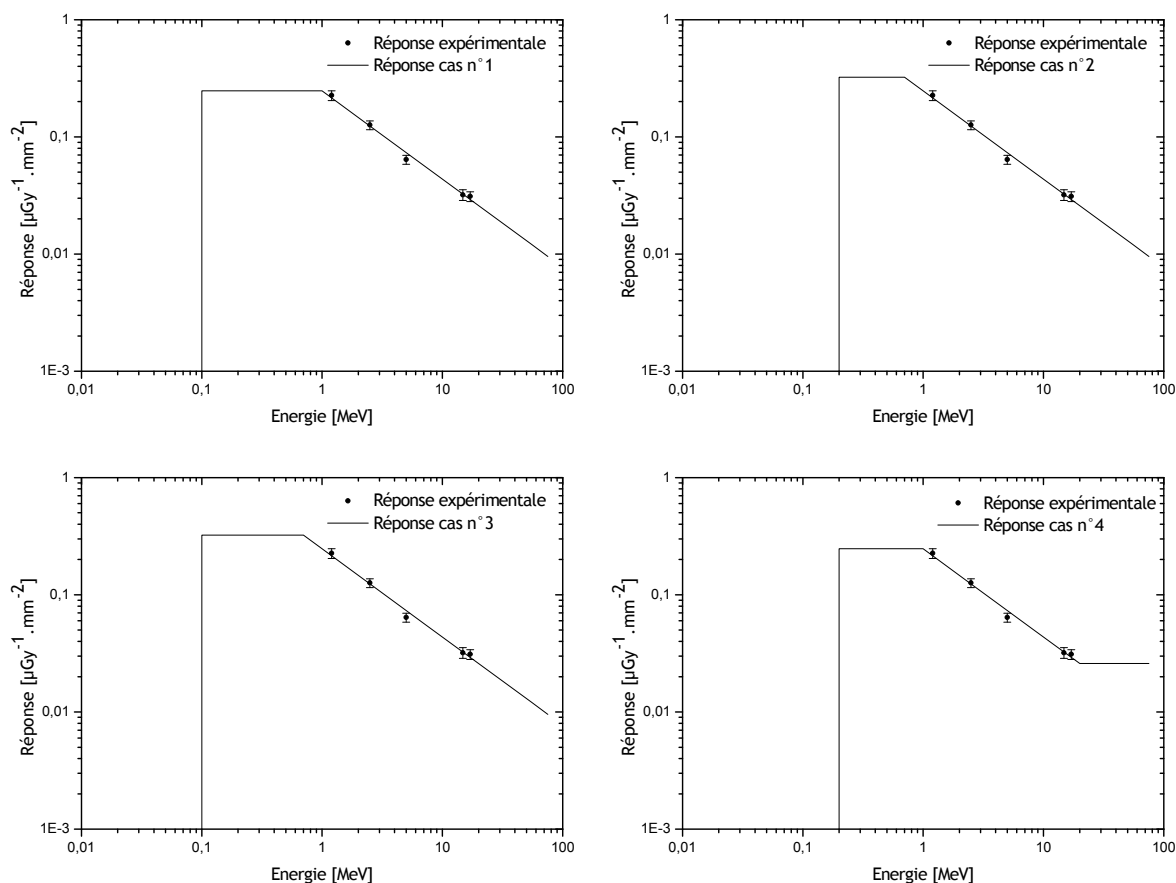 1
0,1
0,01
1E-3
Réponse [µGy⁻¹.mm⁻²]
Réponse expérimentale
Réponse cas n°1
0,01 0,1 1 10 100
Energie [MeV]
1
0,1
0,01
1E-3
Réponse [µGy⁻¹.mm⁻²]
Réponse expérimentale
Réponse cas n°2
0,01 0,1 1 10 100
Energie [MeV]
1
0,1
0,01
1E-3
Réponse [µGy⁻¹.mm⁻²]
Réponse expérimentale
Réponse cas n°3
0,01 0,1 1 10 100
Energie [MeV]
1
0,1
0,01
1E-3
Réponse [µGy⁻¹.mm⁻²]
Réponse expérimentale
Réponse cas n°4
0,01 0,1 1 10 100
Energie [MeV]